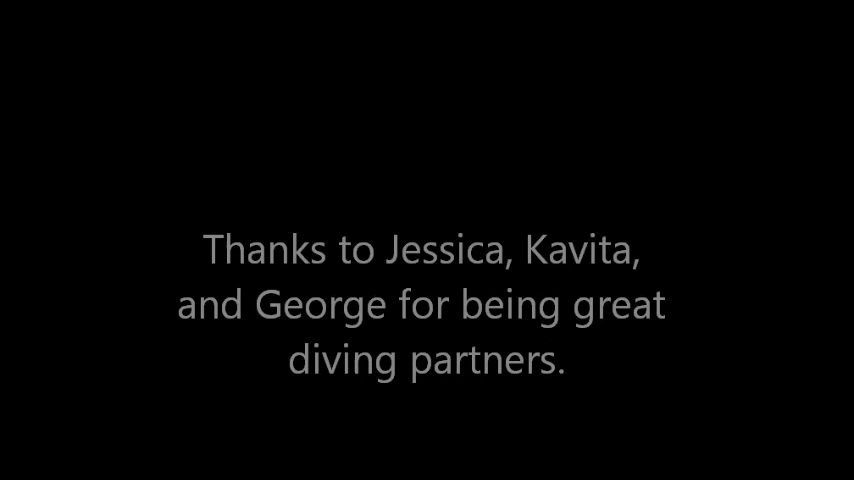 Thanks to Jessica, Kavita,
and George for being great
diving partners.